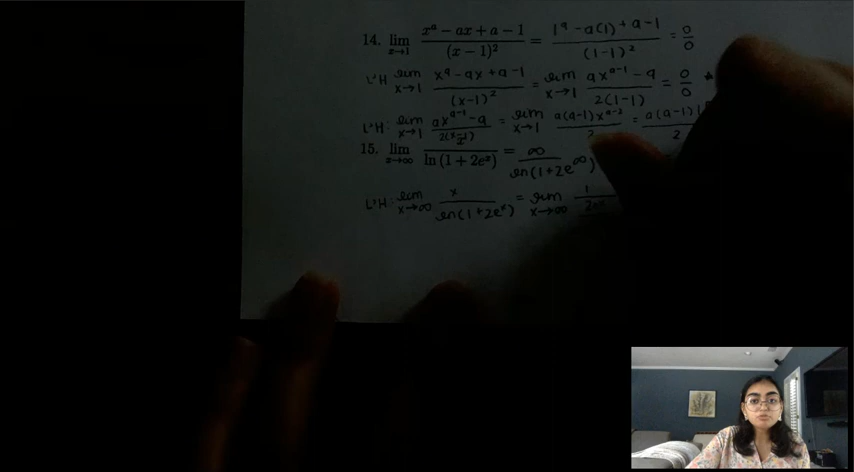 14. lim x→1 (x^a − ax + a − 1)/((x − 1)^2) = (1^a − a(1) + a − 1)/((1−1)^2) = 0/0
L'H lim x→1 (x^a − ax + a − 1)/((x−1)^2) = lim x→1 (ax^(a−1) − a)/(2(1−1)) = 0/0
L'H: lim x→1 (ax^(a−1) − a)/(2(x−1)) = lim x→1 (a(a−1)x^(a−2))/2 = (a(a−1)1)/2
15. lim x→∞ x/(ln (1 + 2e^x)) = ∞/(ln(1+2e^∞))
L'H: lim x→∞ x/(ln(1+2e^x)) = lim x→∞ 1